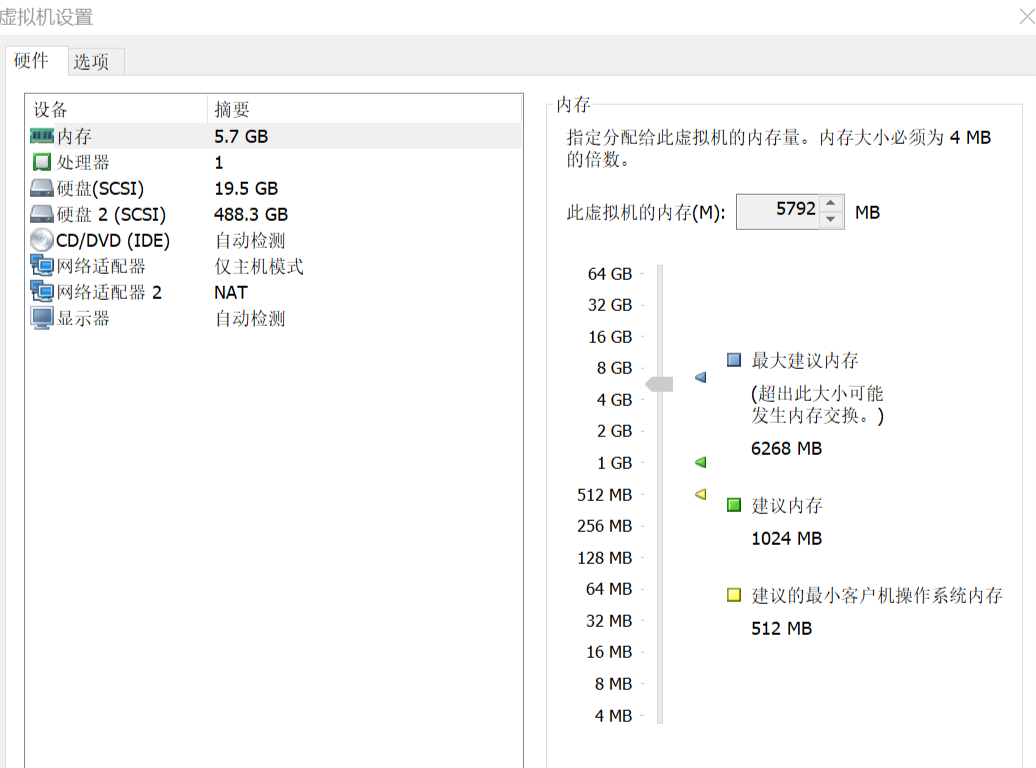 虚拟机设置
硬件 选项
设备 摘要
内存 5.7 GB
处理器 1
硬盘(SCSI) 19.5 GB
硬盘 2 (SCSI) 488.3 GB
CD/DVD (IDE) 自动检测
网络适配器 仅主机模式
网络适配器 2 NAT
显示器 自动检测
内存
指定分配给此虚拟机的内存量。内存大小必须为 4 MB
的倍数。
此虚拟机的内存(M): 5792 MB
64 GB
32 GB
16 GB
8 GB
4 GB
2 GB
1 GB
512 MB
256 MB
128 MB
64 MB
32 MB
16 MB
8 MB
4 MB
最大建议内存
(超出此大小可能
发生内存交换。)
6268 MB
建议内存
1024 MB
建议的最小客户机操作系统内存
512 MB